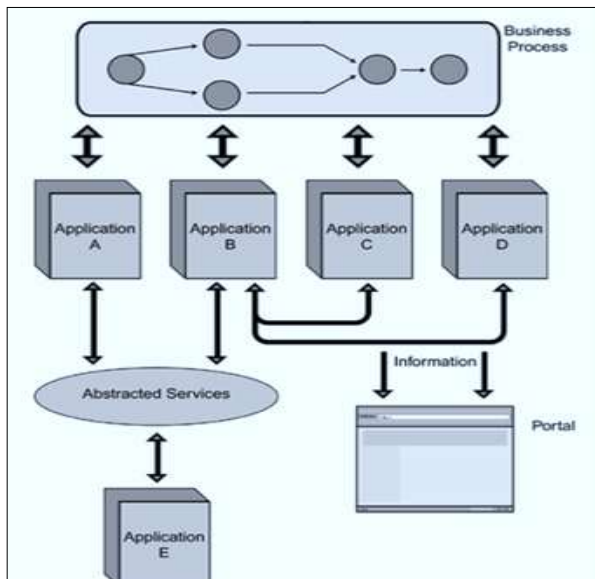 Business
Process
Application
A
Application
B
Application
C
Application
D
Information
Abstracted Services
Portal
Application
E